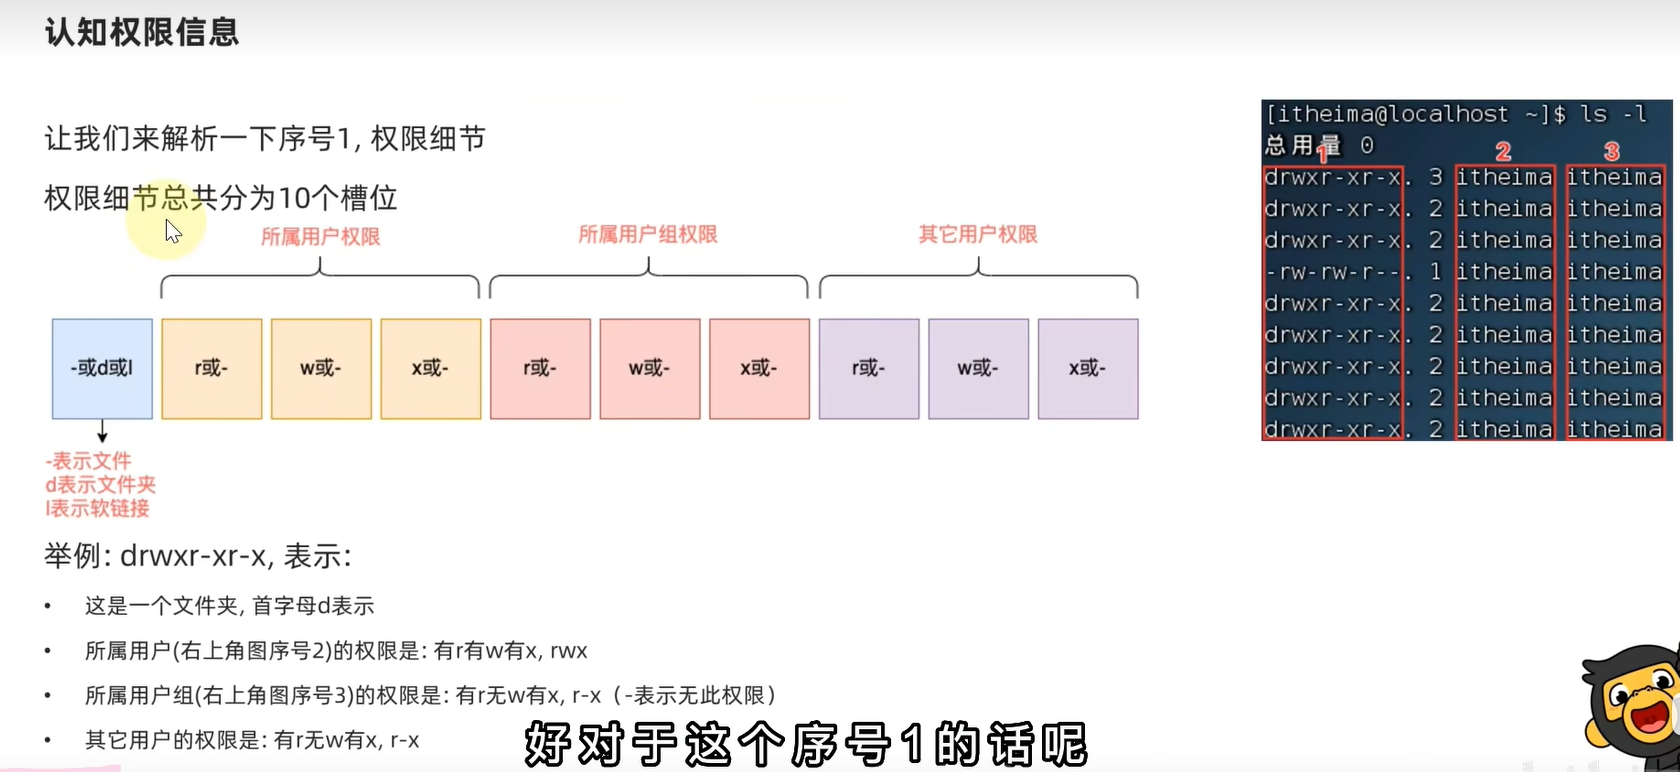 认知权限信息
让我们来解析一下序号1, 权限细节
权限细节总共分为10个槽位
所属用户权限
所属用户组权限
其它用户权限
-或d或l
r或-
w或-
x或-
r或-
w或-
x或-
r或-
w或-
x或-
-表示文件
d表示文件夹
l表示软链接
举例: drwxr-xr-x, 表示:
• 这是一个文件夹, 首字母d表示
• 所属用户(右上角图序号2)的权限是: 有r有w有x, rwx
• 所属用户组(右上角图序号3)的权限是: 有r无w有x, r-x (-表示无此权限)
• 其它用户的权限是: 有r无w有x, r-x
[itheima@localhost ~]$ ls -l
总用量 0
1 2 3
drwxr-xr-x. 3 itheima itheima
drwxr-xr-x. 2 itheima itheima
drwxr-xr-x. 2 itheima itheima
-rw-rw-r--. 1 itheima itheima
drwxr-xr-x. 2 itheima itheima
drwxr-xr-x. 2 itheima itheima
drwxr-xr-x. 2 itheima itheima
drwxr-xr-x. 2 itheima itheima
drwxr-xr-x. 2 itheima itheima
好对于这个序号1的话呢